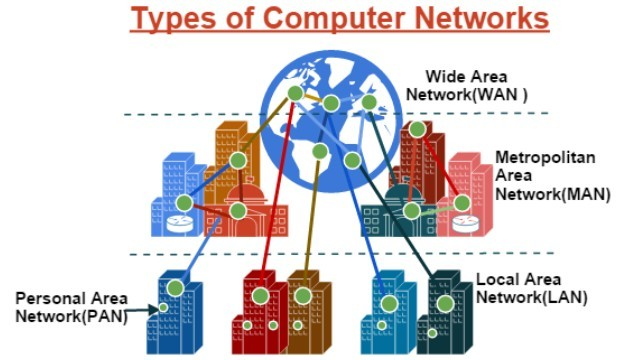 Types of Computer Networks
Wide Area
Network(WAN )
Metropolitan
Area
Network(MAN)
Local Area
Network(LAN)
Personal Area
Network(PAN)